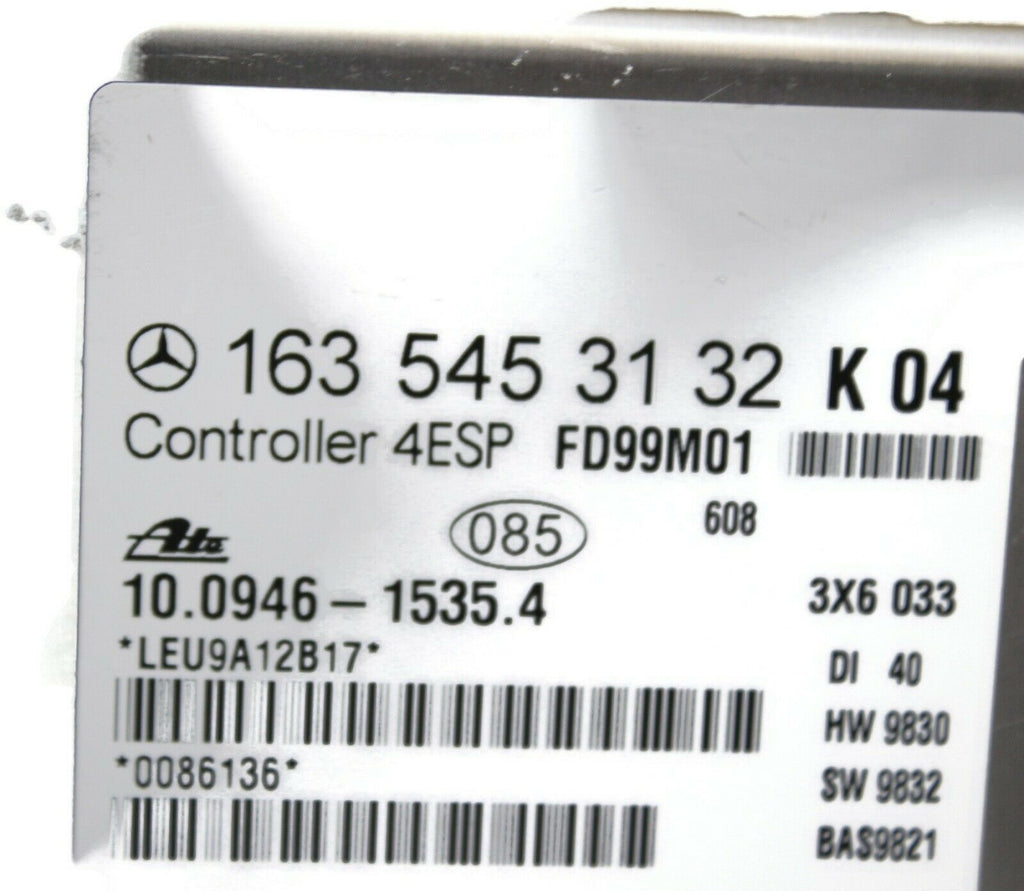 163 545 31 32 K 04
Controller 4ESP FD99M01
608
Ate 085
10.0946 – 1535.4 3X6 033
*LEU9A12B17*
DI 40
HW 9830
*0086136*
SW 9832
BAS9821